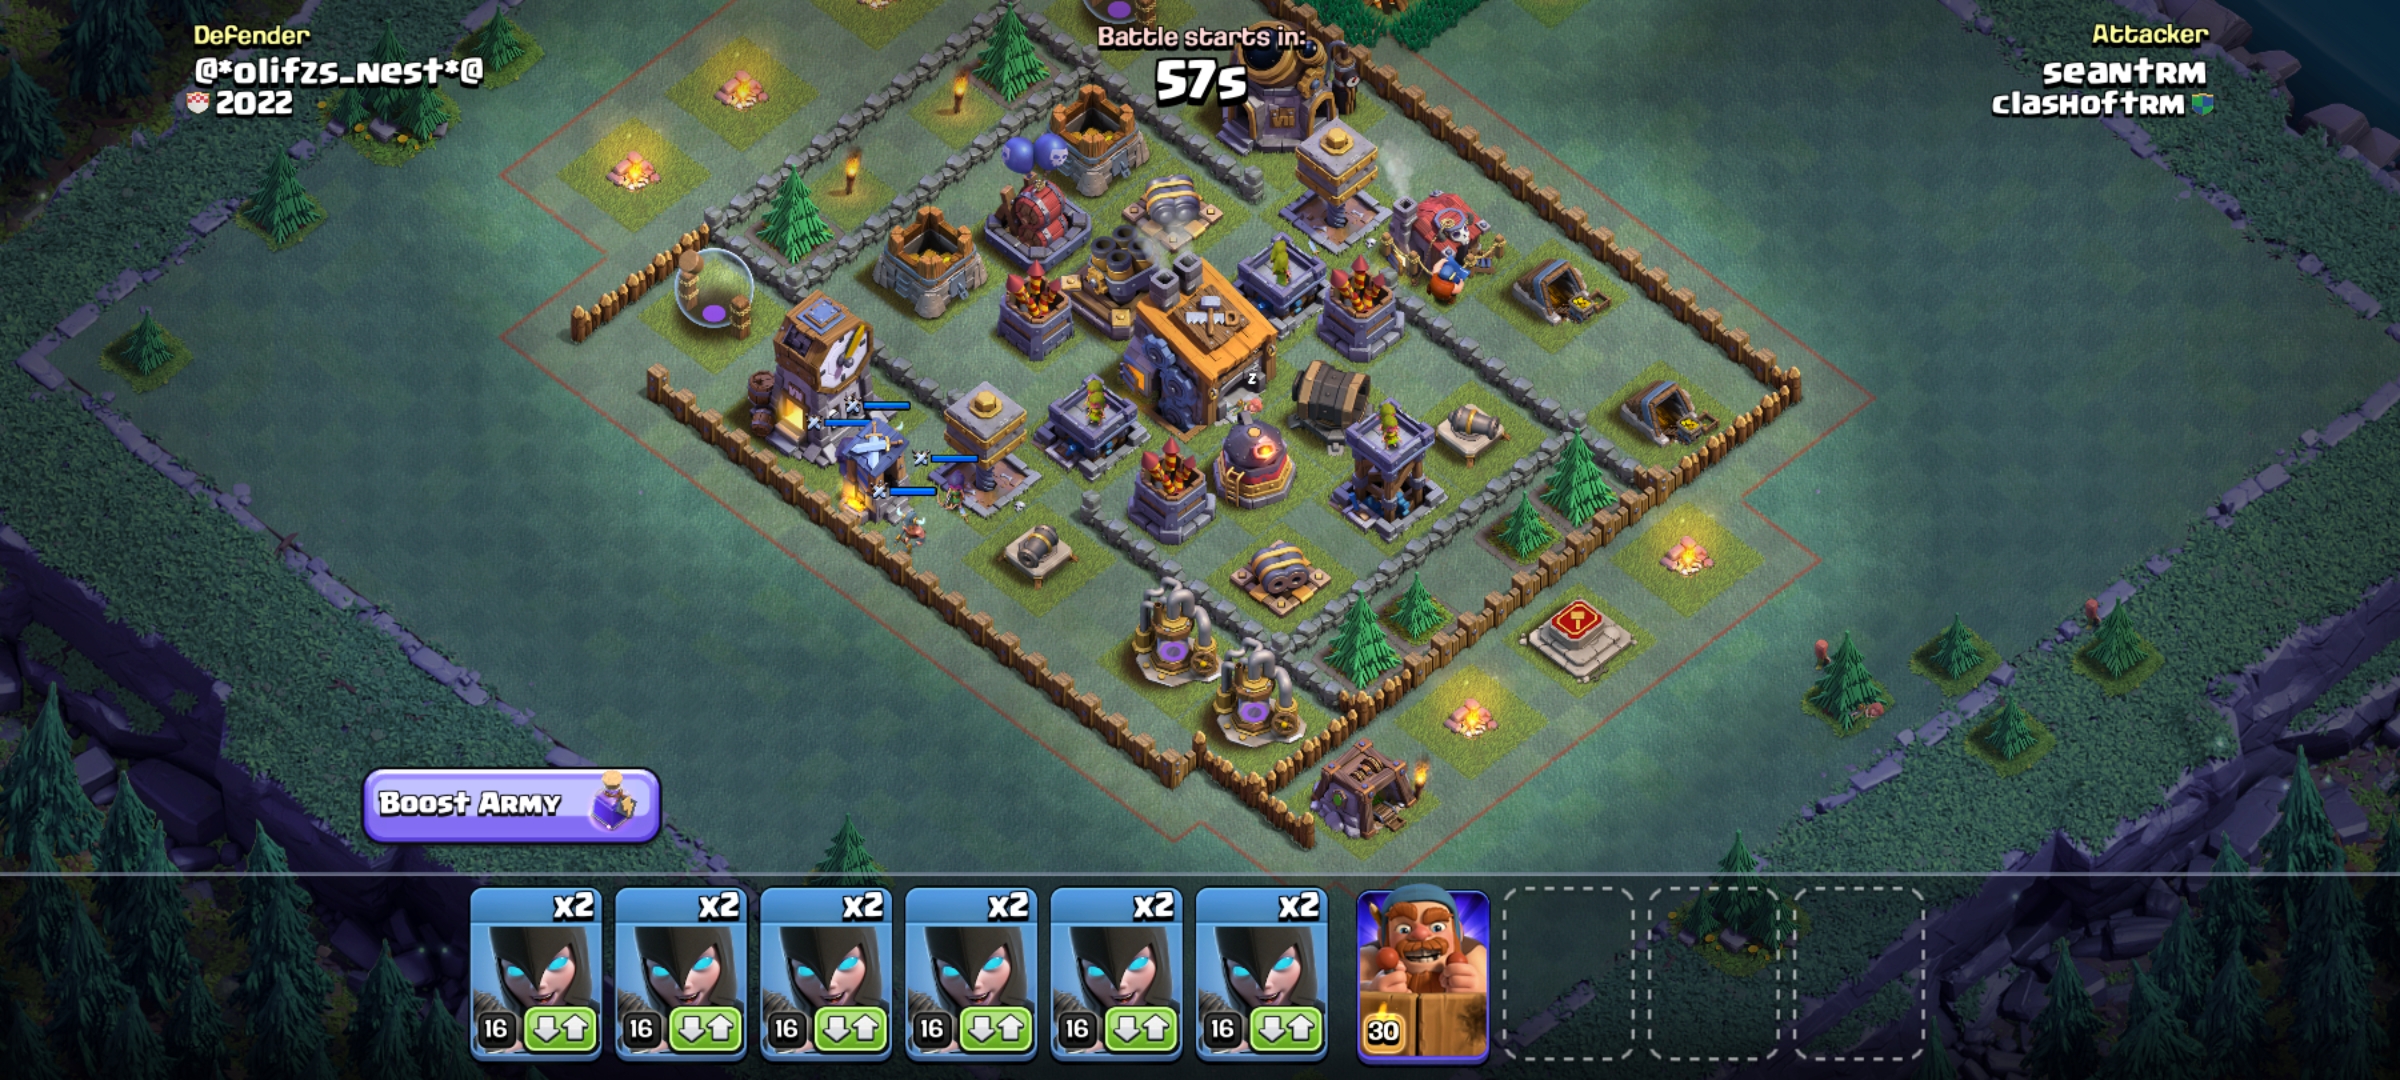 Defender
@*olifzs_Nest*@
2022
Battle starts in:
57s
Attacker
seantRM
clashoftRM
z
Boost Army
x2
x2
x2
x2
x2
x2
16
16
16
16
16
16
30